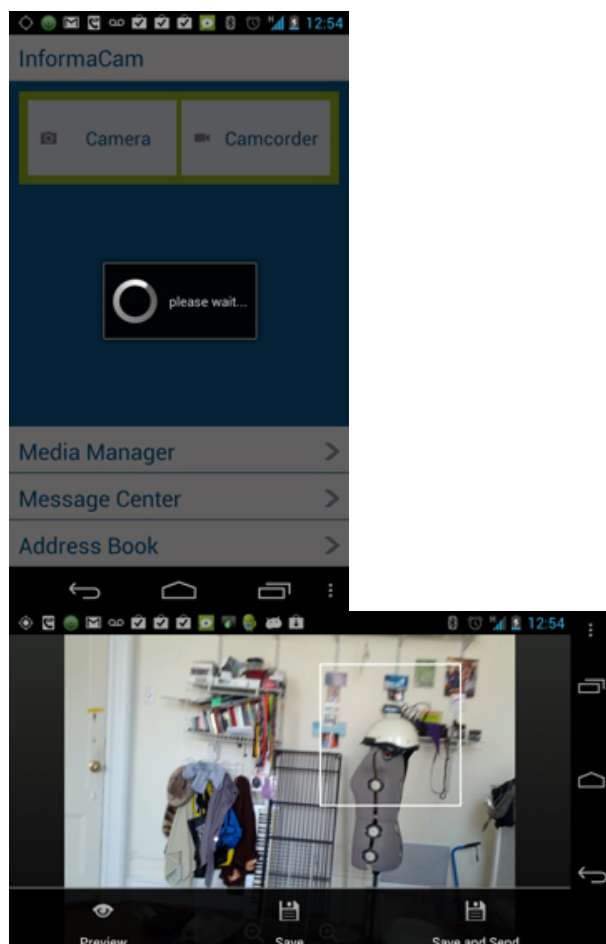 12:54
InformaCam
Camera
Camcorder
please wait...
Media Manager
Message Center
Address Book
12:54
Preview
Save
Save and Send